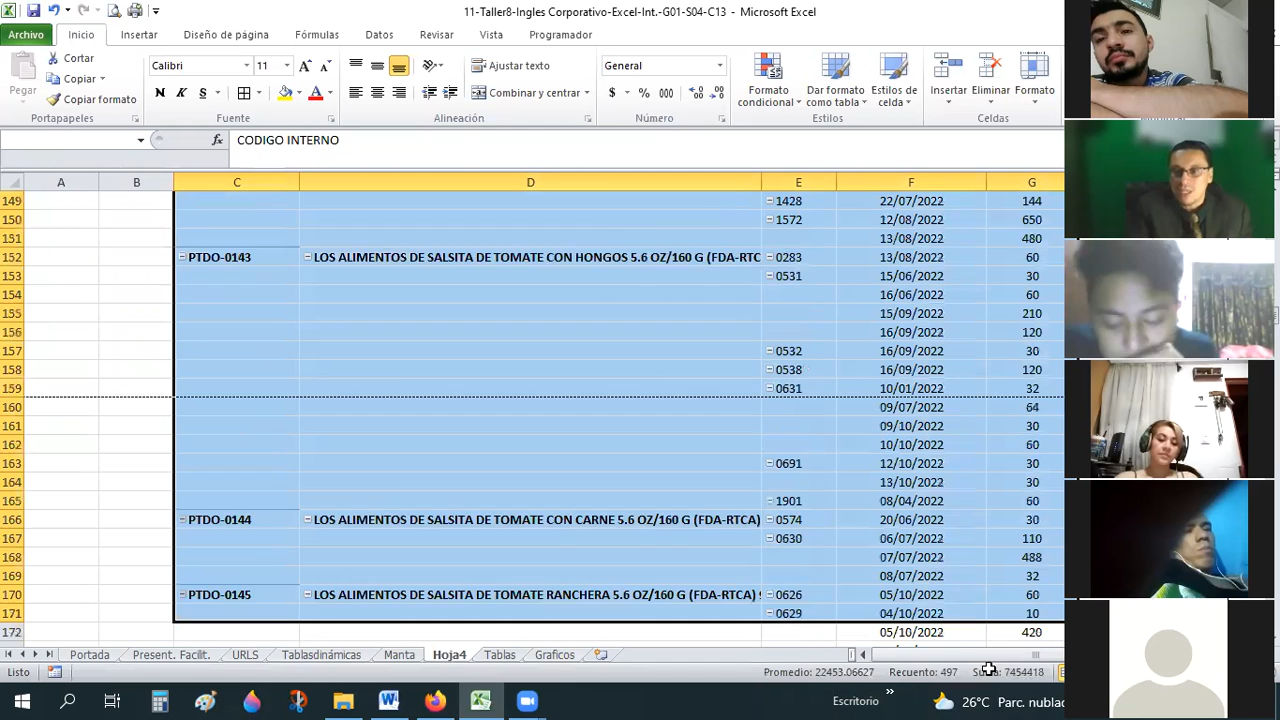 11-Taller8-Ingles Corporativo-Excel-Int.-G01-S04-C13 - Microsoft Excel
Archivo Inicio Insertar Diseño de página Fórmulas Datos Revisar Vista Programador
Cortar
Copiar
Copiar formato
Pegar
Portapapeles
Calibri 11
N K S
Fuente
Ajustar texto
Combinar y centrar
Alineación
General
$ % 000
Número
Formato condicional
Dar formato como tabla
Estilos de celda
Estilos
Insertar Eliminar Formato
Celdas
fx CODIGO INTERNO
A B C D E F G
149 1428 22/07/2022 144
150 1572 12/08/2022 650
151 13/08/2022 480
152 PTDO-0143 LOS ALIMENTOS DE SALSITA DE TOMATE CON HONGOS 5.6 OZ/160 G (FDA-RTC 0283 13/08/2022 60
153 0531 15/06/2022 30
154 16/06/2022 60
155 15/09/2022 210
156 16/09/2022 120
157 0532 16/09/2022 30
158 0538 16/09/2022 120
159 0631 10/01/2022 32
160 09/07/2022 64
161 09/10/2022 30
162 10/10/2022 60
163 0691 12/10/2022 30
164 13/10/2022 30
165 1901 08/04/2022 60
166 PTDO-0144 LOS ALIMENTOS DE SALSITA DE TOMATE CON CARNE 5.6 OZ/160 G (FDA-RTCA) 0574 20/06/2022 30
167 0630 06/07/2022 110
168 07/07/2022 488
169 08/07/2022 32
170 PTDO-0145 LOS ALIMENTOS DE SALSITA DE TOMATE RANCHERA 5.6 OZ/160 G (FDA-RTCA) 0626 05/10/2022 60
171 0629 04/10/2022 10
172 05/10/2022 420
Portada Present. Facilit. URLS Tablasdinámicas Manta Hoja4 Tablas Graficos
Listo Promedio: 22453.06627 Recuento: 497 Suma: 7454418
Escritorio » 26°C Parc. nublad